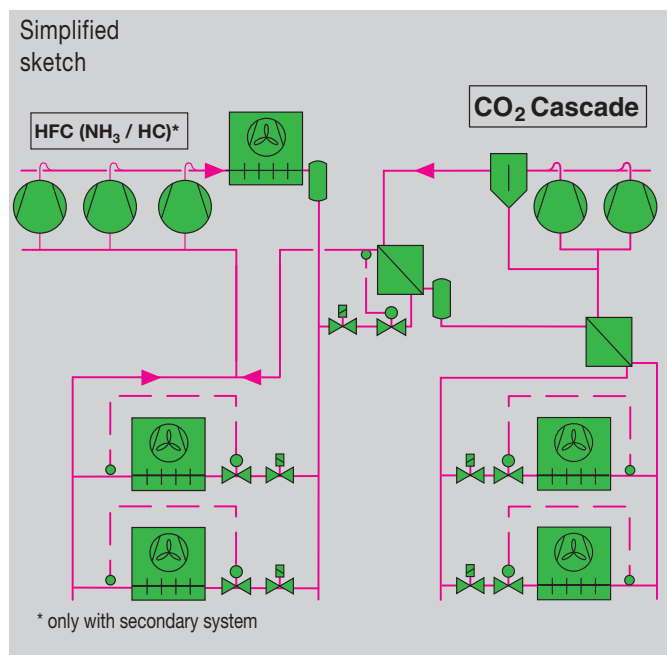 Simplified
sketch
HFC (NH₃ / HC)*
CO₂ Cascade
* only with secondary system